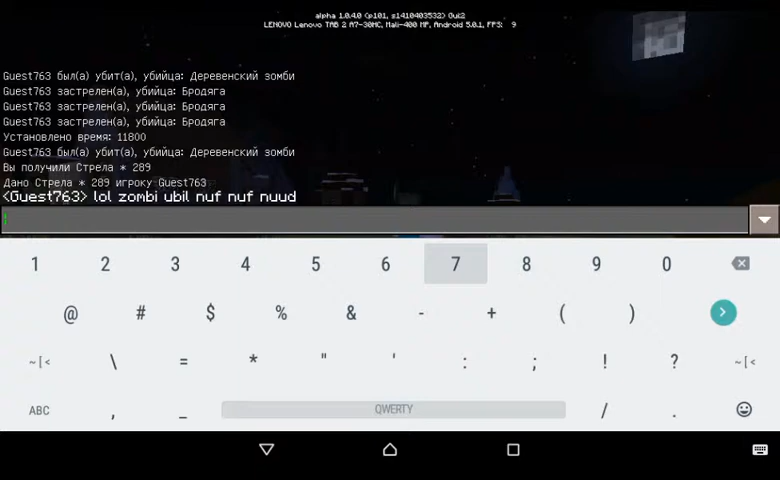 alpha 1.0.4.0 (p101, s1410403532) Gui2
LENOVO Lenovo TAB 2 A7-30HC, Mali-400 MP, Android 5.0.1, FPS: 9
Guest763 был(а) убит(а), убийца: Деревенский зомби
Guest763 застрелен(а), убийца: Бродяга
Guest763 застрелен(а), убийца: Бродяга
Guest763 застрелен(а), убийца: Бродяга
Установлено время: 11800
Guest763 был(а) убит(а), убийца: Деревенский зомби
Вы получили Стрела * 289
Дано Стрела * 289 игроку Guest763
<Guest763> lol zombi ubil nuf nuf nuud
1 2 3 4 5 6 7 8 9 0
@ # $ % & - + ( )
~[< \ = * " ' : ; ! ? ~[<
ABC , _ QWERTY / .